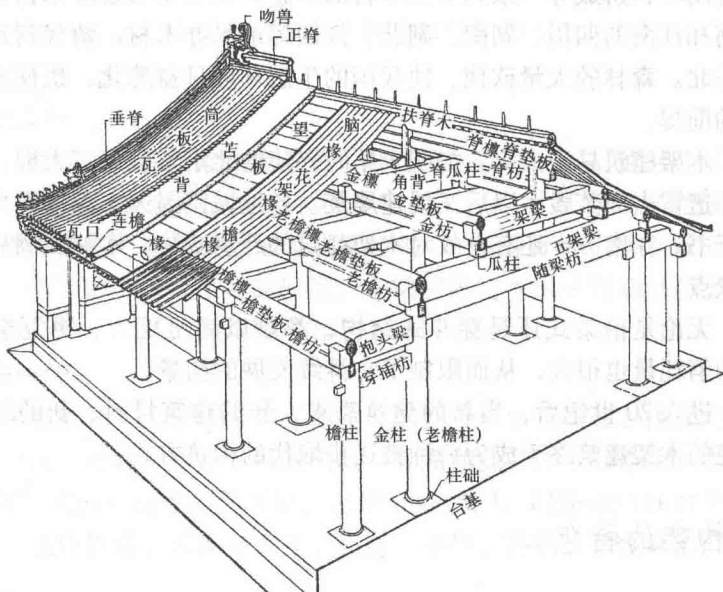 吻兽
正脊
垂脊
筒板瓦
苫背
望板
脑椽
花架椽
檐椽
飞椽
连檐
瓦口
扶脊木
脊檩
脊垫板
脊枋
脊瓜柱
角背
金檩
金垫板
金枋
三架梁
五架梁
瓜柱
随梁枋
老檐檩
老檐垫板
老檐枋
檐檩
檐垫板
檐枋
抱头梁
穿插枋
檐柱
金柱（老檐柱）
柱础
台基